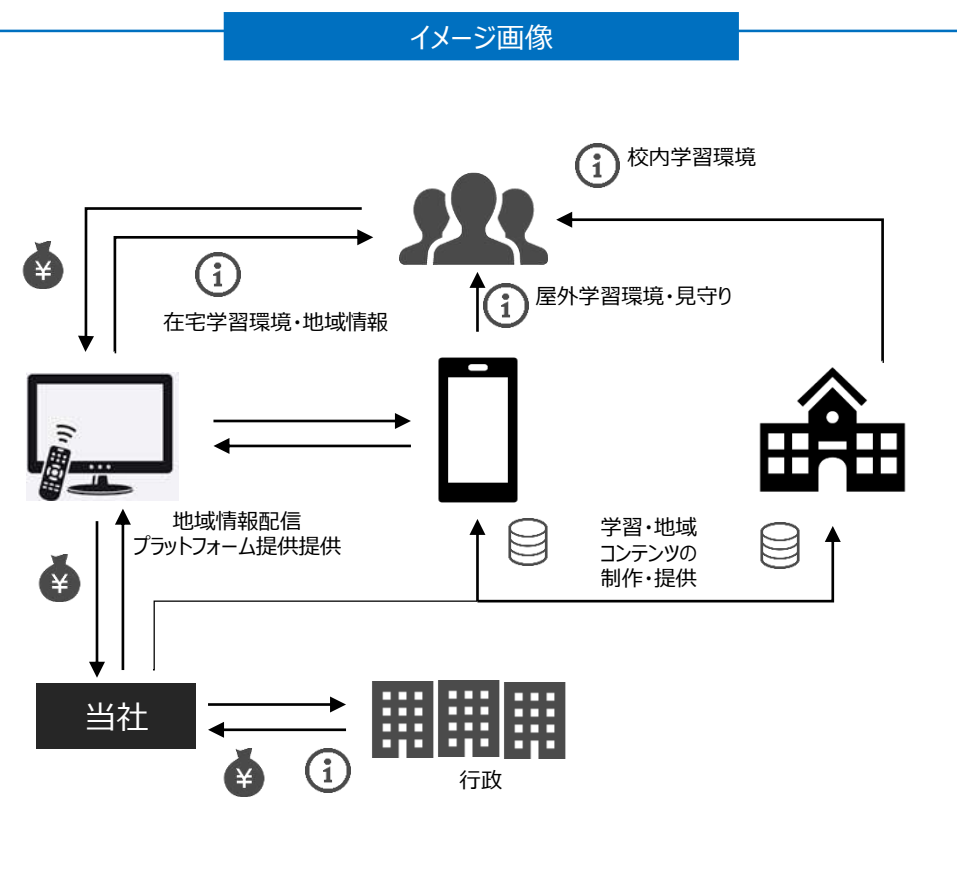 イメージ画像
校内学習環境
屋外学習環境・見守り
¥
在宅学習環境・地域情報
地域情報配信
プラットフォーム提供提供
学習・地域
コンテンツの
制作・提供
¥
当社
¥
行政